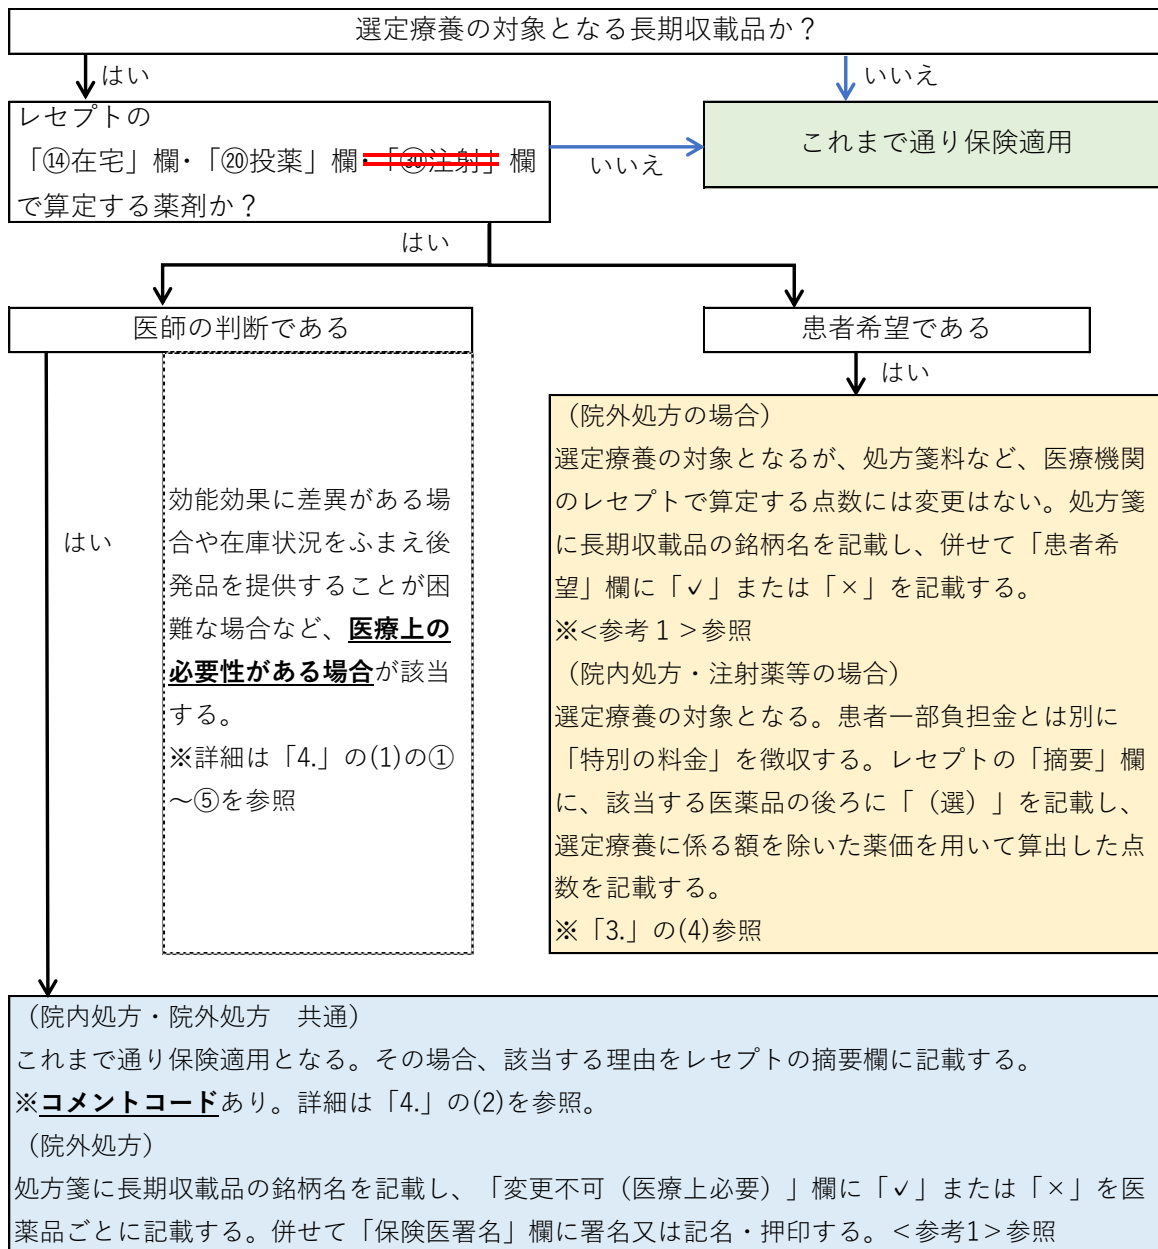 選定療養の対象となる長期収載品か？
はい
いいえ
レセプトの
「⑭在宅」欄・「⑳投薬」欄・「㉚注射」欄
で算定する薬剤か？
いいえ
これまで通り保険適用
はい
医師の判断である
患者希望である
はい
はい
効能効果に差異がある場
合や在庫状況をふまえ後
発品を提供することが困
難な場合など、医療上の
必要性がある場合が該当
する。
※詳細は「4.」の(1)の①
～⑤を参照
（院外処方の場合）
選定療養の対象となるが、処方箋料など、医療機関
のレセプトで算定する点数には変更はない。処方箋
に長期収載品の銘柄名を記載し、併せて「患者希
望」欄に「✓」または「×」を記載する。
※<参考１>参照
（院内処方・注射薬等の場合）
選定療養の対象となる。患者一部負担金とは別に
「特別の料金」を徴収する。レセプトの「摘要」欄
に、該当する医薬品の後ろに「（選）」を記載し、
選定療養に係る額を除いた薬価を用いて算出した点
数を記載する。
※「3.」の(4)参照
（院内処方・院外処方　共通）
これまで通り保険適用となる。その場合、該当する理由をレセプトの摘要欄に記載する。
※コメントコードあり。詳細は「4.」の(2)を参照。
（院外処方）
処方箋に長期収載品の銘柄名を記載し、「変更不可（医療上必要）」欄に「✓」または「×」を医
薬品ごとに記載する。併せて「保険医署名」欄に署名又は記名・押印する。＜参考1＞参照